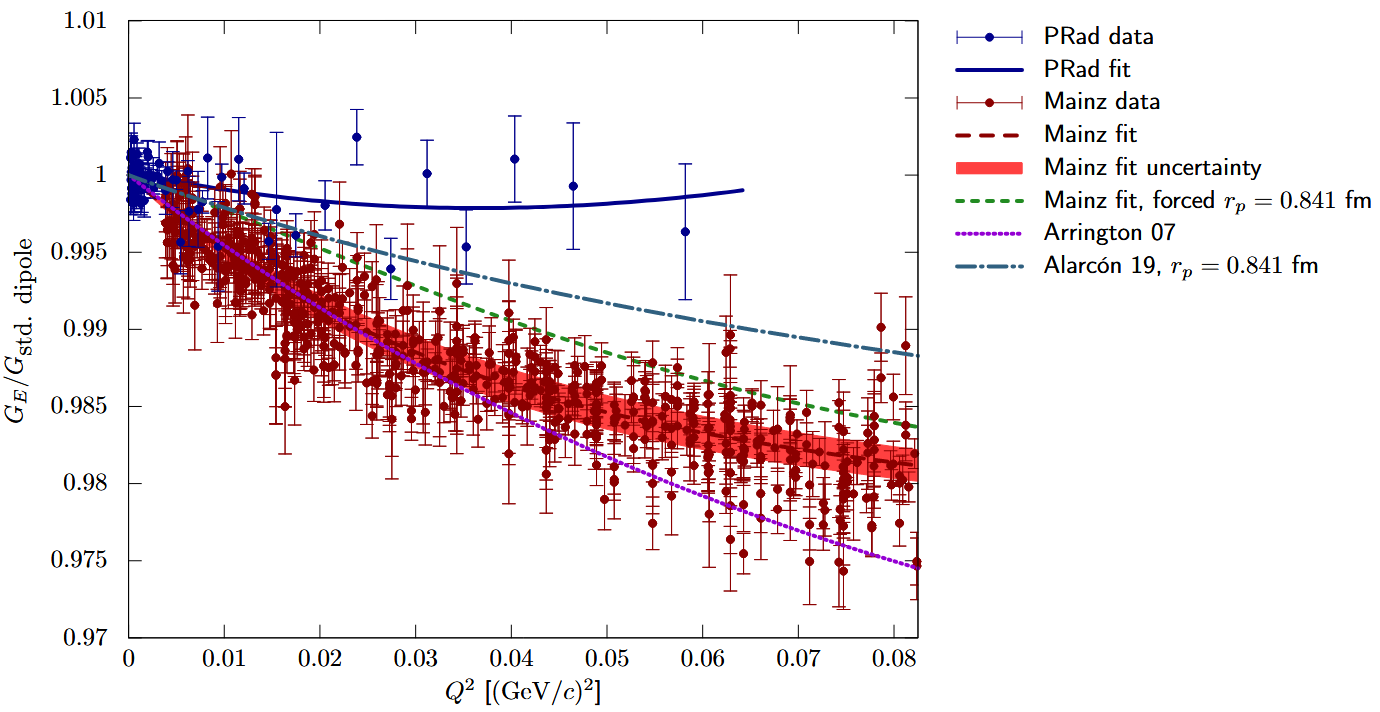 1.01
1.005
1
0.995
0.99
0.985
0.98
0.975
0.97
G_E/G_std. dipole
0 0.01 0.02 0.03 0.04 0.05 0.06 0.07 0.08
Q² [(GeV/c)²]
PRad data
PRad fit
Mainz data
Mainz fit
Mainz fit uncertainty
Mainz fit, forced r_p = 0.841 fm
Arrington 07
Alarcón 19, r_p = 0.841 fm